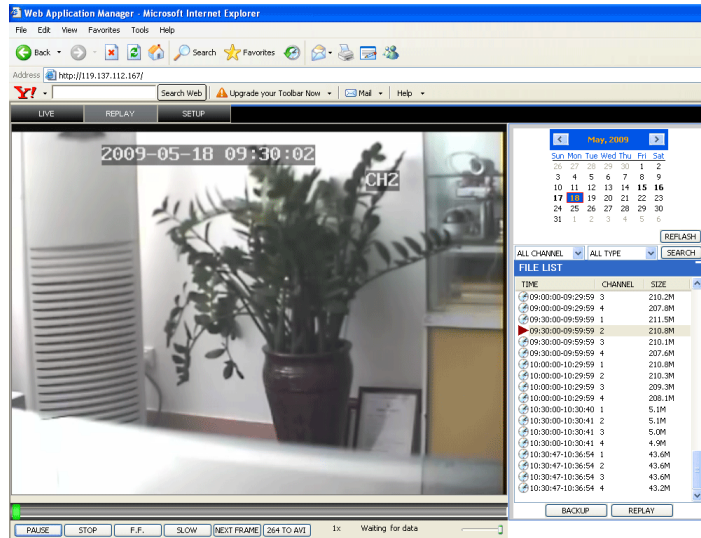 Web Application Manager - Microsoft Internet Explorer
File Edit View Favorites Tools Help
Back Search Favorites
Address http://119.137.112.167/
Y! Search Web Upgrade your Toolbar Now Mail Help
LIVE REPLAY SETUP
2009-05-18 09:30:02
CH2
May, 2009
Sun Mon Tue Wed Thu Fri Sat
26 27 28 29 30 1 2
3 4 5 6 7 8 9
10 11 12 13 14 15 16
17 18 19 20 21 22 23
24 25 26 27 28 29 30
31 1 2 3 4 5 6
REFLASH
ALL CHANNEL ALL TYPE SEARCH
FILE LIST
TIME CHANNEL SIZE
09:00:00-09:29:59 3 210.2M
09:00:00-09:29:59 4 207.8M
09:30:00-09:59:59 1 211.5M
09:30:00-09:59:59 2 210.8M
09:30:00-09:59:59 3 210.1M
09:30:00-09:59:59 4 207.6M
10:00:00-10:29:59 1 210.8M
10:00:00-10:29:59 2 210.3M
10:00:00-10:29:59 3 209.3M
10:00:00-10:29:59 4 208.1M
10:30:00-10:30:40 1 5.1M
10:30:00-10:30:41 2 5.1M
10:30:00-10:30:41 3 5.0M
10:30:00-10:30:41 4 4.9M
10:30:47-10:36:54 1 43.6M
10:30:47-10:36:54 2 43.6M
10:30:47-10:36:54 3 43.6M
10:30:47-10:36:54 4 43.2M
BACKUP REPLAY
PAUSE STOP F.F. SLOW NEXT FRAME 264 TO AVI 1x Waiting for data